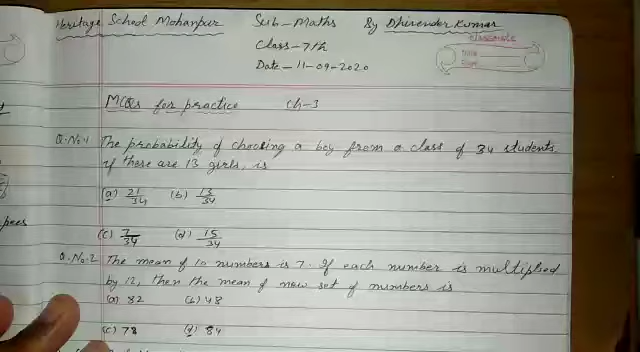 Heritage School Mohanpur Sub-Maths By Dhirender Kumar
classmate
Class-7th
Date
Page
Date-11-09-2020
MCQs for practice Ch-3
Q.No:1 The probability of choosing a boy from a class of 34 students
if there are 13 girls, is
(a) 21/34 (b) 13/34
(c) 7/34 (d) 15/34
Q.No:2 The mean of 10 numbers is 7. If each number is multiplied
by 12, then the mean of new set of numbers is
(a) 82 (b) 48
(c) 78 (d) 84